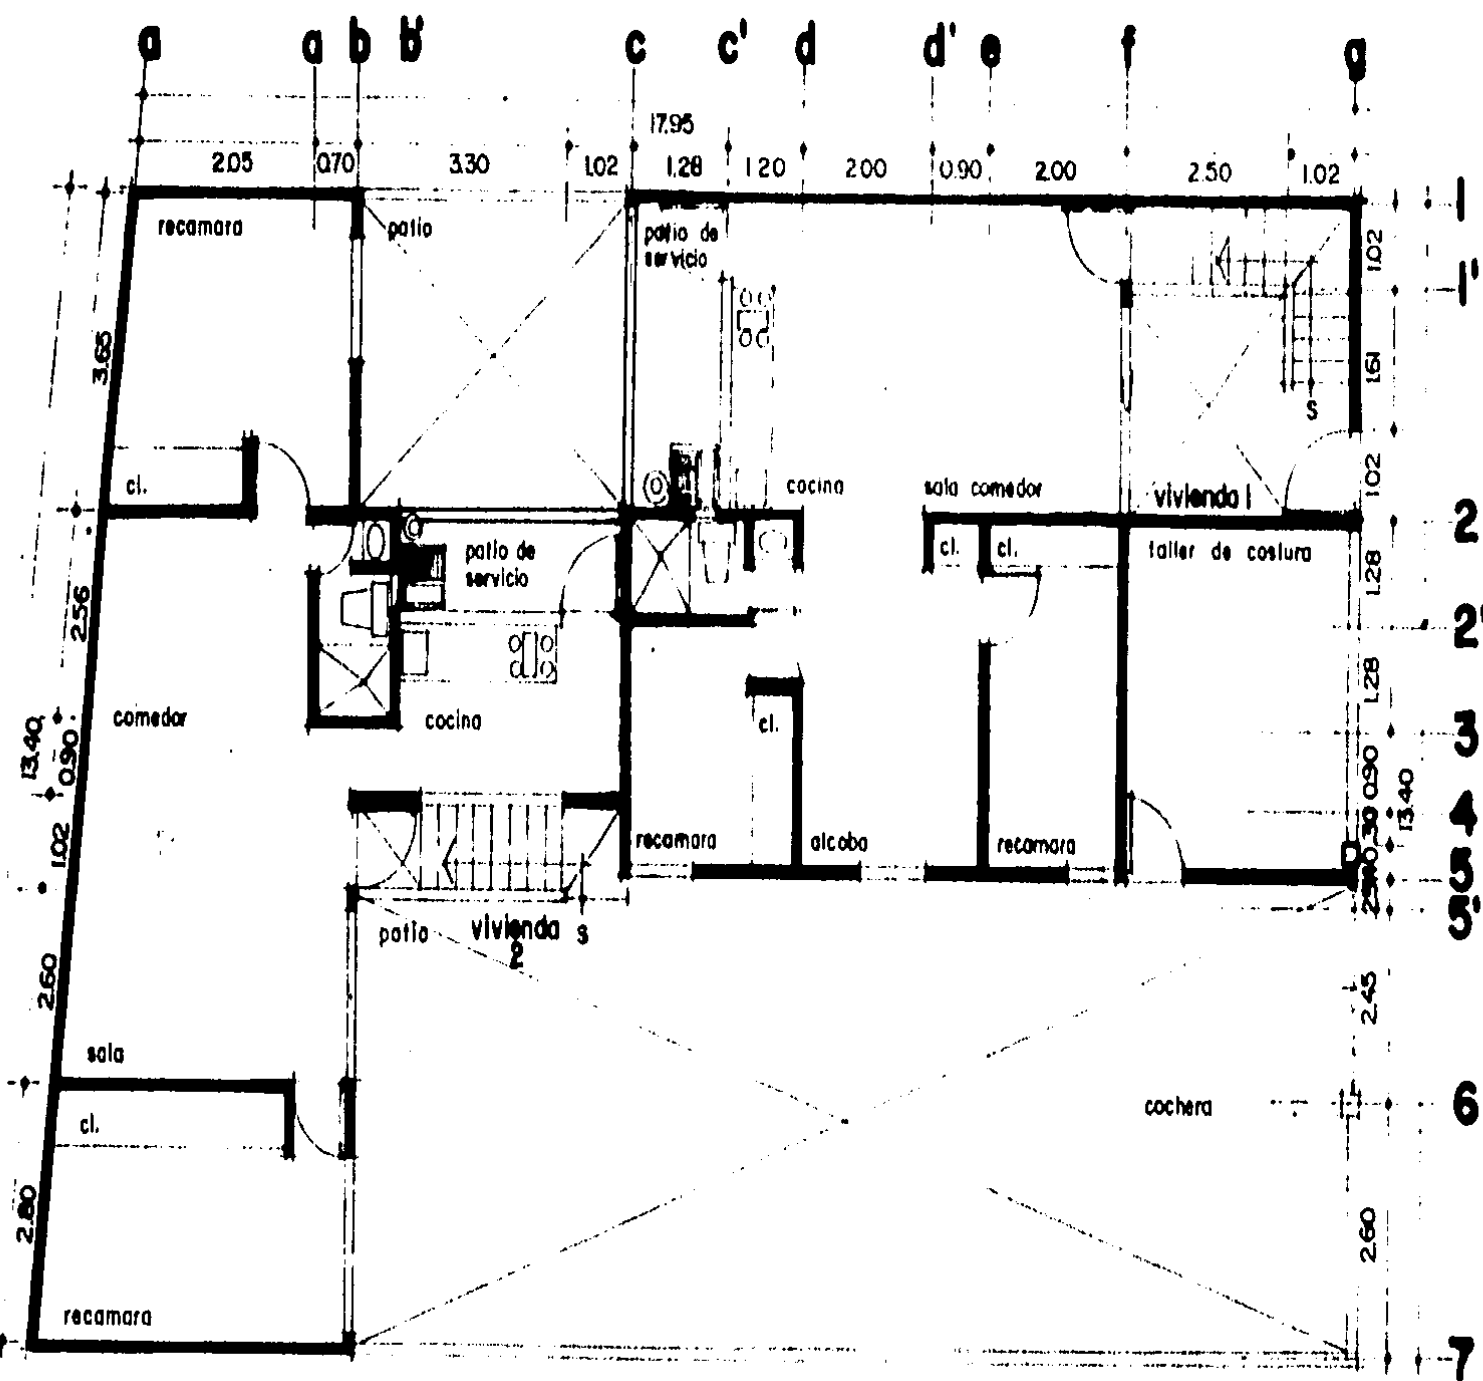 a a b b' c c' d d' e f g
17.95
2.05 0.70 3.30 1.02 1.28 1.20 2.00 0.90 2.00 2.50 1.02
1
recamara
patio
patio de
servicio
1.02
1'
3.65
1.61
S
cl.
cocina
sala comedor
vivienda 1
1.02
2
patio de
servicio
cl.
cl.
taller de costura
1.28
2.56
2'
comedor
cocina
cl.
1.28
3
13.40
0.90
0.90
13.40
4
1.02
recamara
alcoba
recamara
0.30
5
5'
patio
vivienda
2
S
2.60
2.45
sala
cl.
cochera
6
2.80
2.60
recamara
7